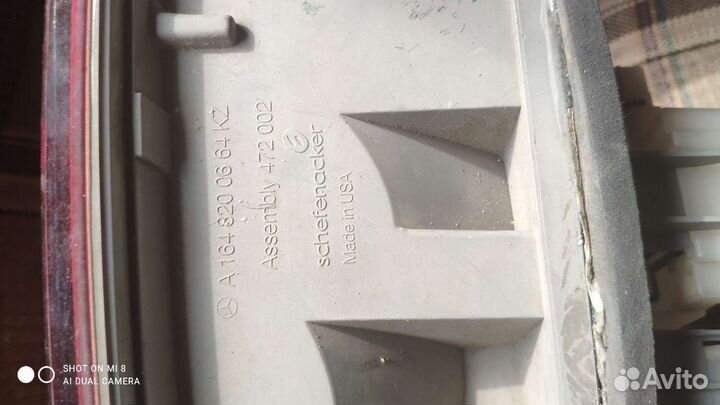 A 164 820 06 64 KZ
Assembly 472 002
schefenacker
Made in USA
SHOT ON MI 8
AI DUAL CAMERA
Avito